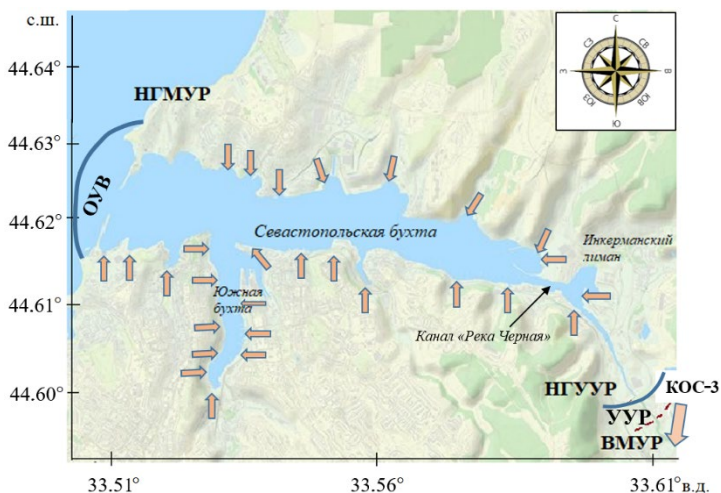 с.ш.
С
СЗ
СВ
З
В
ЮЗ
ЮВ
Ю
44.64°
НГМУР
44.63°
ОУВ
44.62°
Севастопольская бухта
Инкерманский
лиман
Южная
бухта
44.61°
Канал «Река Черная»
НГУУР
КОС-3
44.60°
УУР
ВМУР
33.51°
33.56°
33.61° в.д.